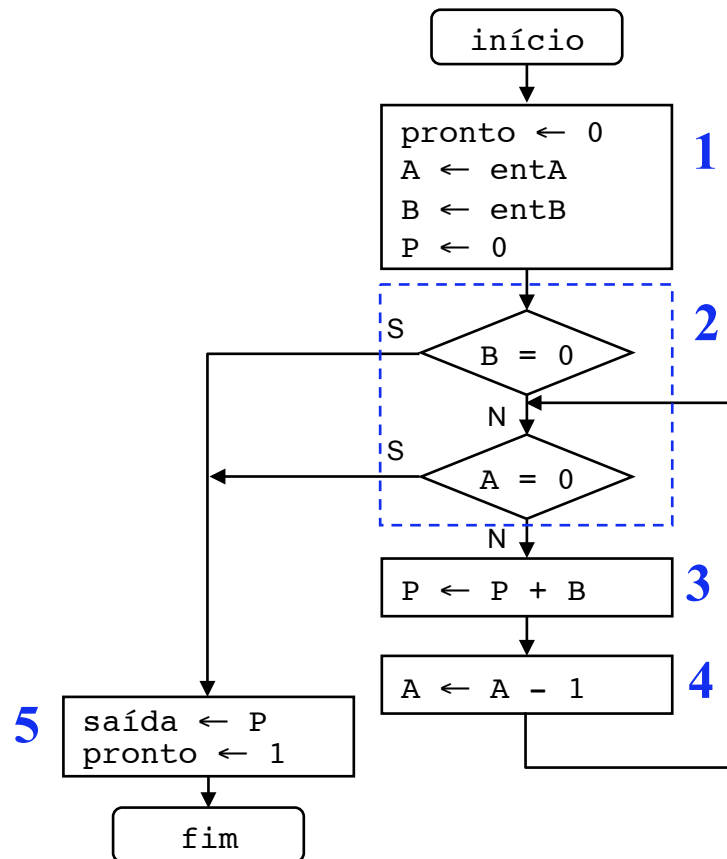 início
pronto ← 0
A ← entA
B ← entB
P ← 0
1
2
S
B = 0
N
S
A = 0
N
P ← P + B
3
A ← A - 1
4
5
saída ← P
pronto ← 1
fim